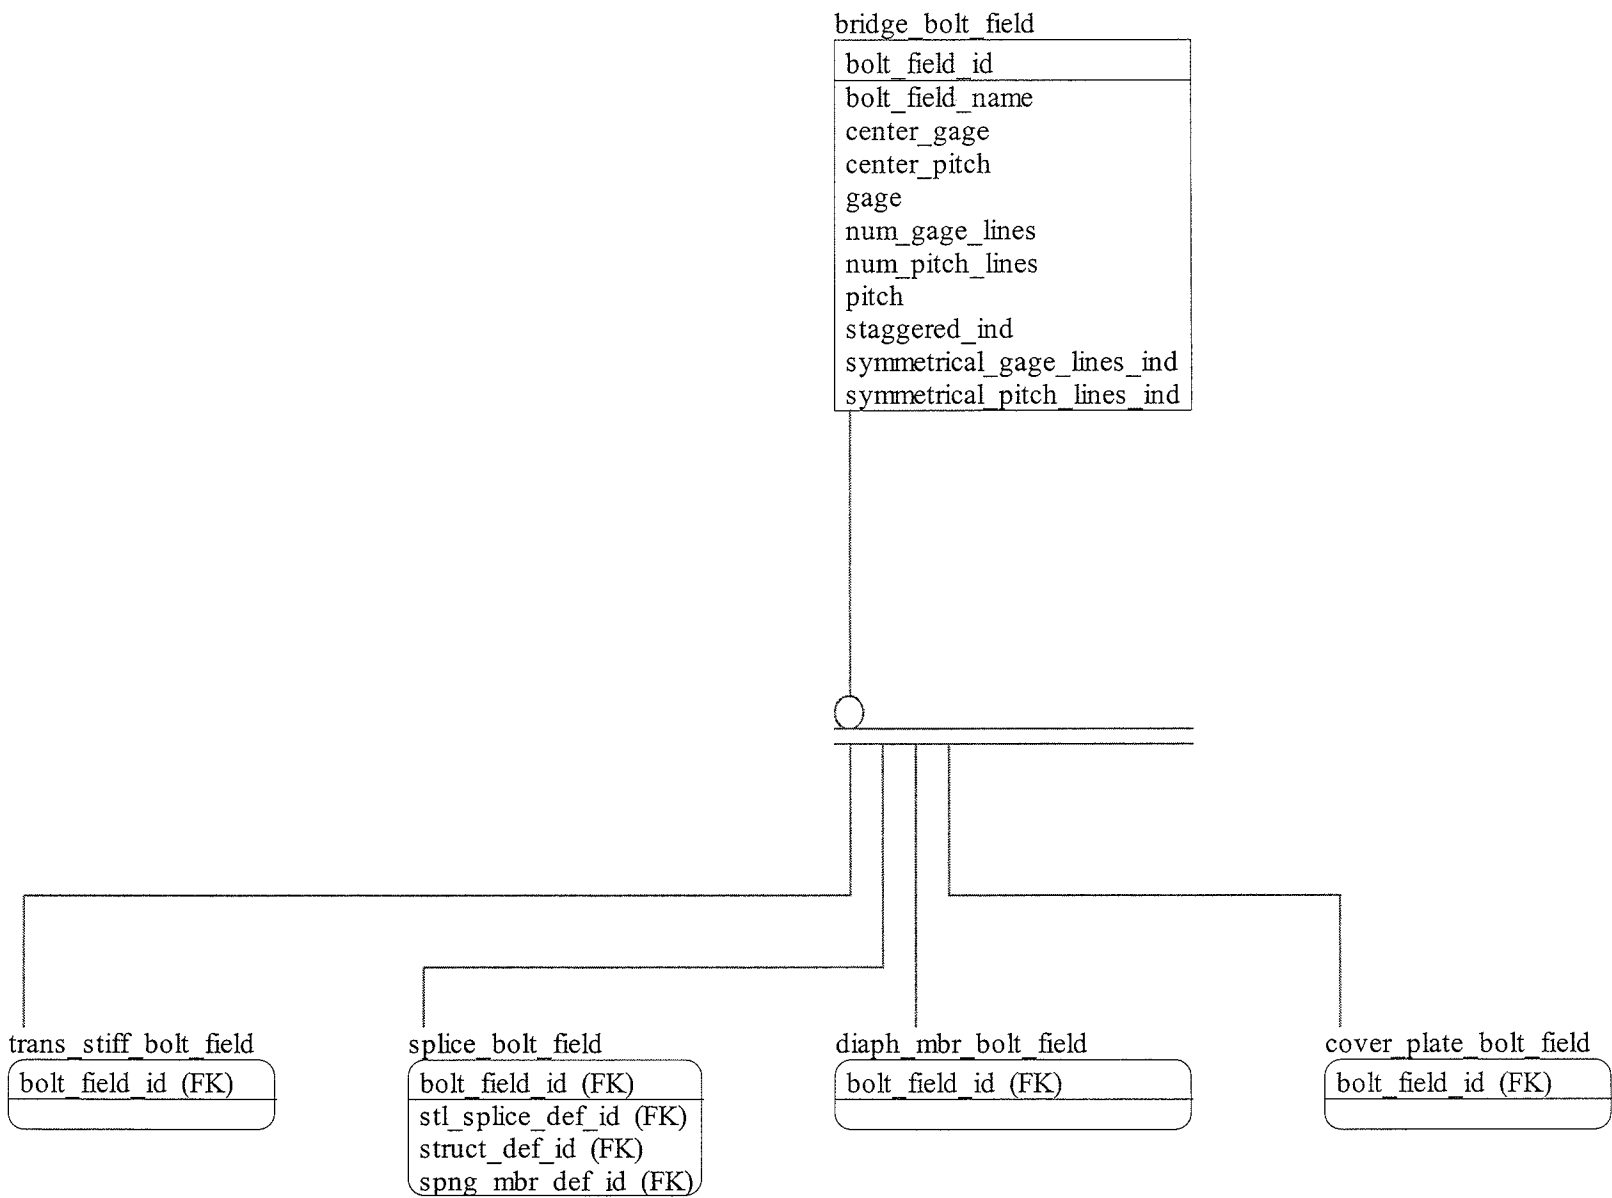 bridge_bolt_field
bolt_field_id
bolt_field_name
center_gage
center_pitch
gage
num_gage_lines
num_pitch_lines
pitch
staggered_ind
symmetrical_gage_lines_ind
symmetrical_pitch_lines_ind
trans_stiff_bolt_field
bolt_field_id (FK)
splice_bolt_field
bolt_field_id (FK)
stl_splice_def_id (FK)
struct_def_id (FK)
spng_mbr_def_id (FK)
diaph_mbr_bolt_field
bolt_field_id (FK)
cover_plate_bolt_field
bolt_field_id (FK)